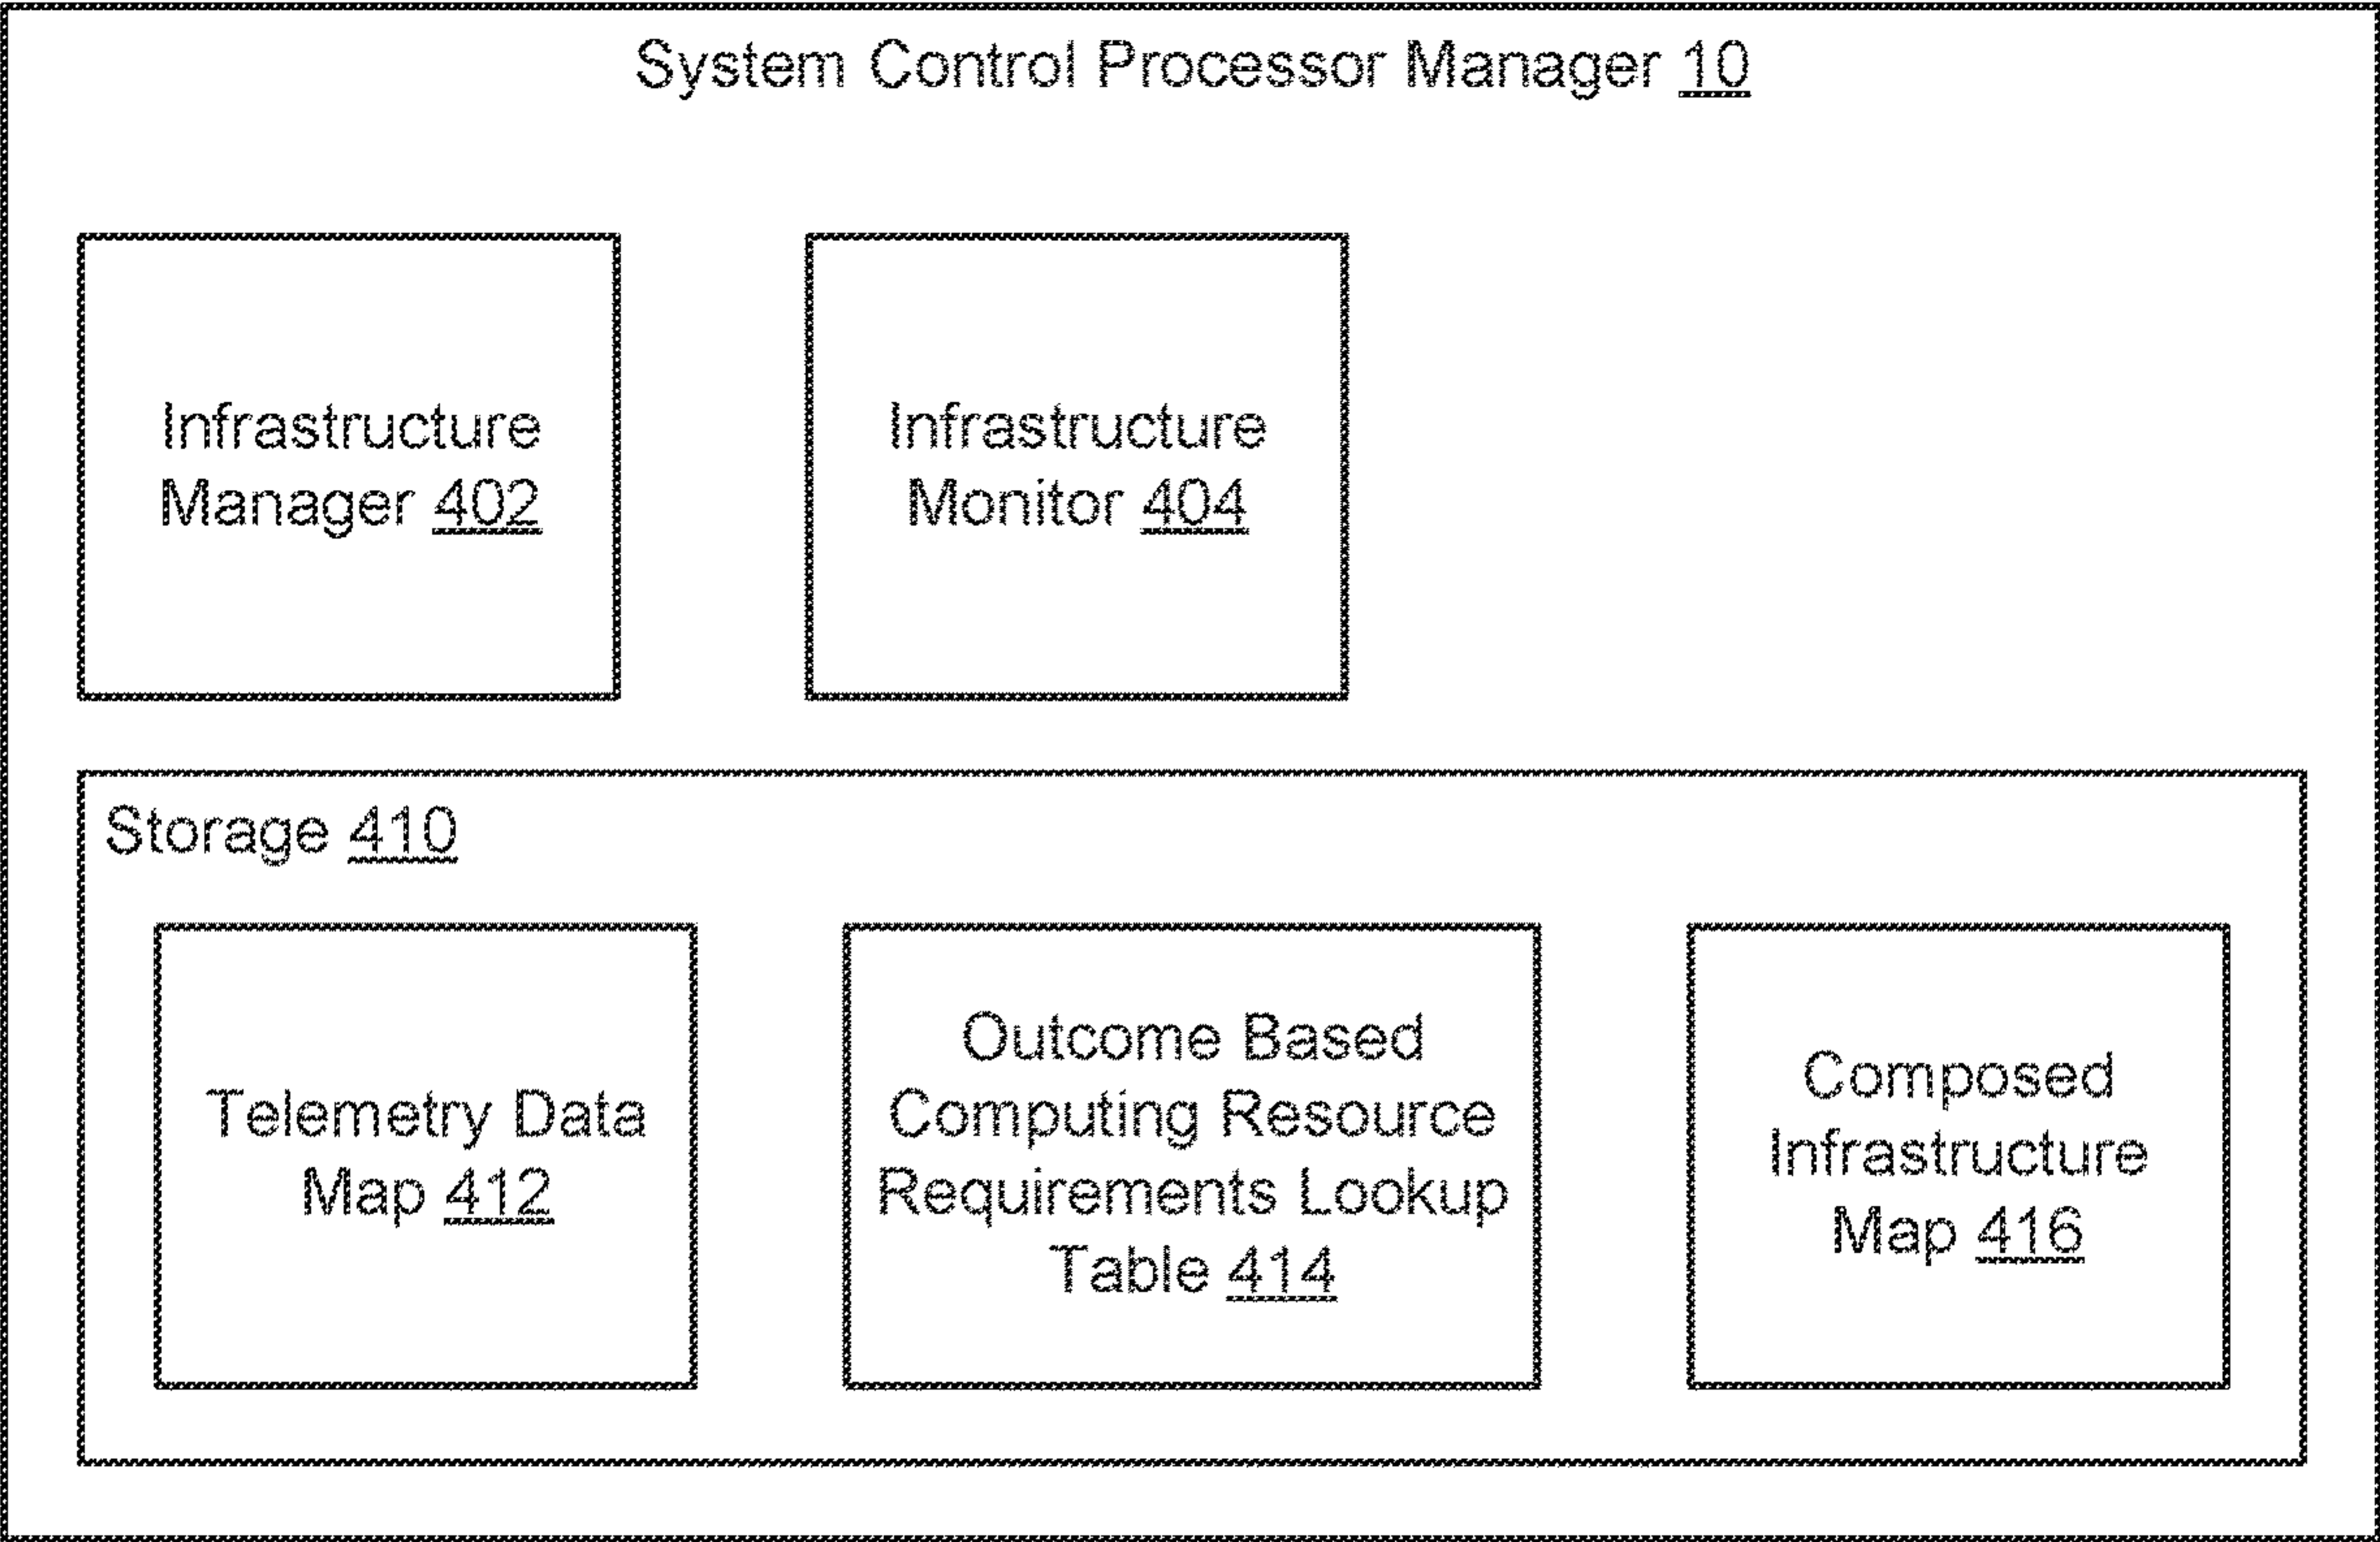 System Control Processor Manager 10
Infrastructure
Manager 402
Infrastructure
Monitor 404
Storage 410
Telemetry Data
Map 412
Outcome Based
Computing Resource
Requirements Lookup
Table 414
Composed
Infrastructure
Map 416